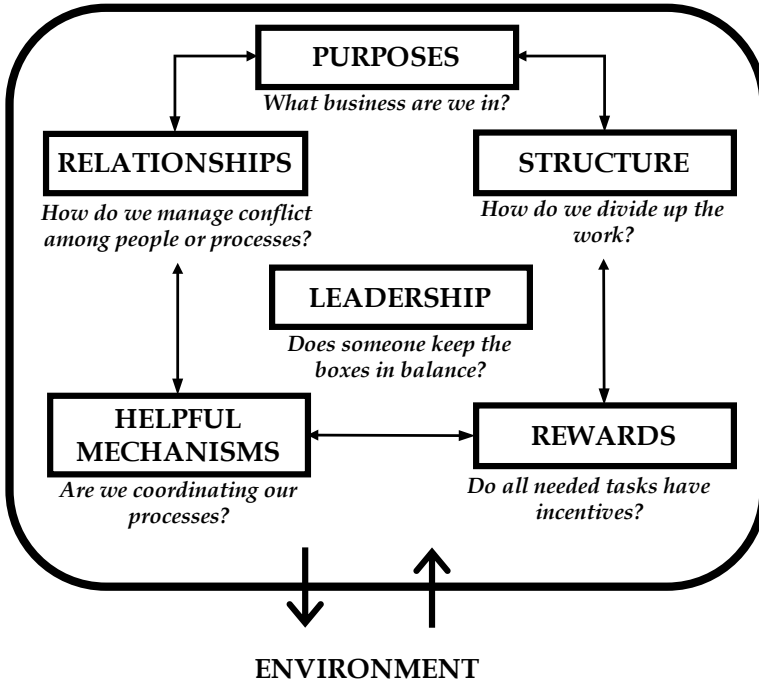 PURPOSES
What business are we in?
RELATIONSHIPS
How do we manage conflict
among people or processes?
STRUCTURE
How do we divide up the
work?
LEADERSHIP
Does someone keep the
boxes in balance?
HELPFUL
MECHANISMS
Are we coordinating our
processes?
REWARDS
Do all needed tasks have
incentives?
ENVIRONMENT